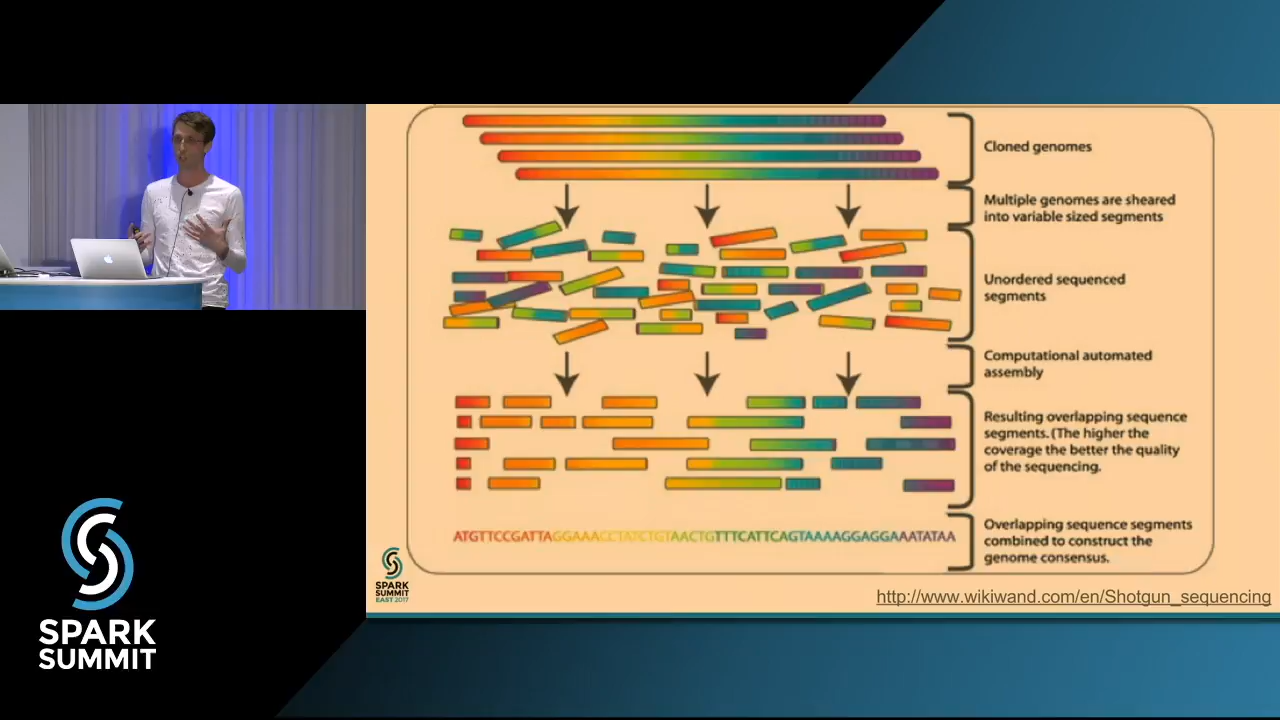 Cloned genomes
Multiple genomes are sheared
into variable sized segments
Unordered sequenced
segments
Computational automated
assembly
Resulting overlapping sequence
segments. (The higher the
coverage the better the quality
of the sequencing.
ATGTTCCGATTAGGAAACCTATCTGTAACTGTTTCATTCAGTAAAAGGAGGAAATATAA
Overlapping sequence segments
combined to construct the
genome consensus.
SPARK
SUMMIT
EAST 2017
http://www.wikiwand.com/en/Shotgun_sequencing
SPARK
SUMMIT